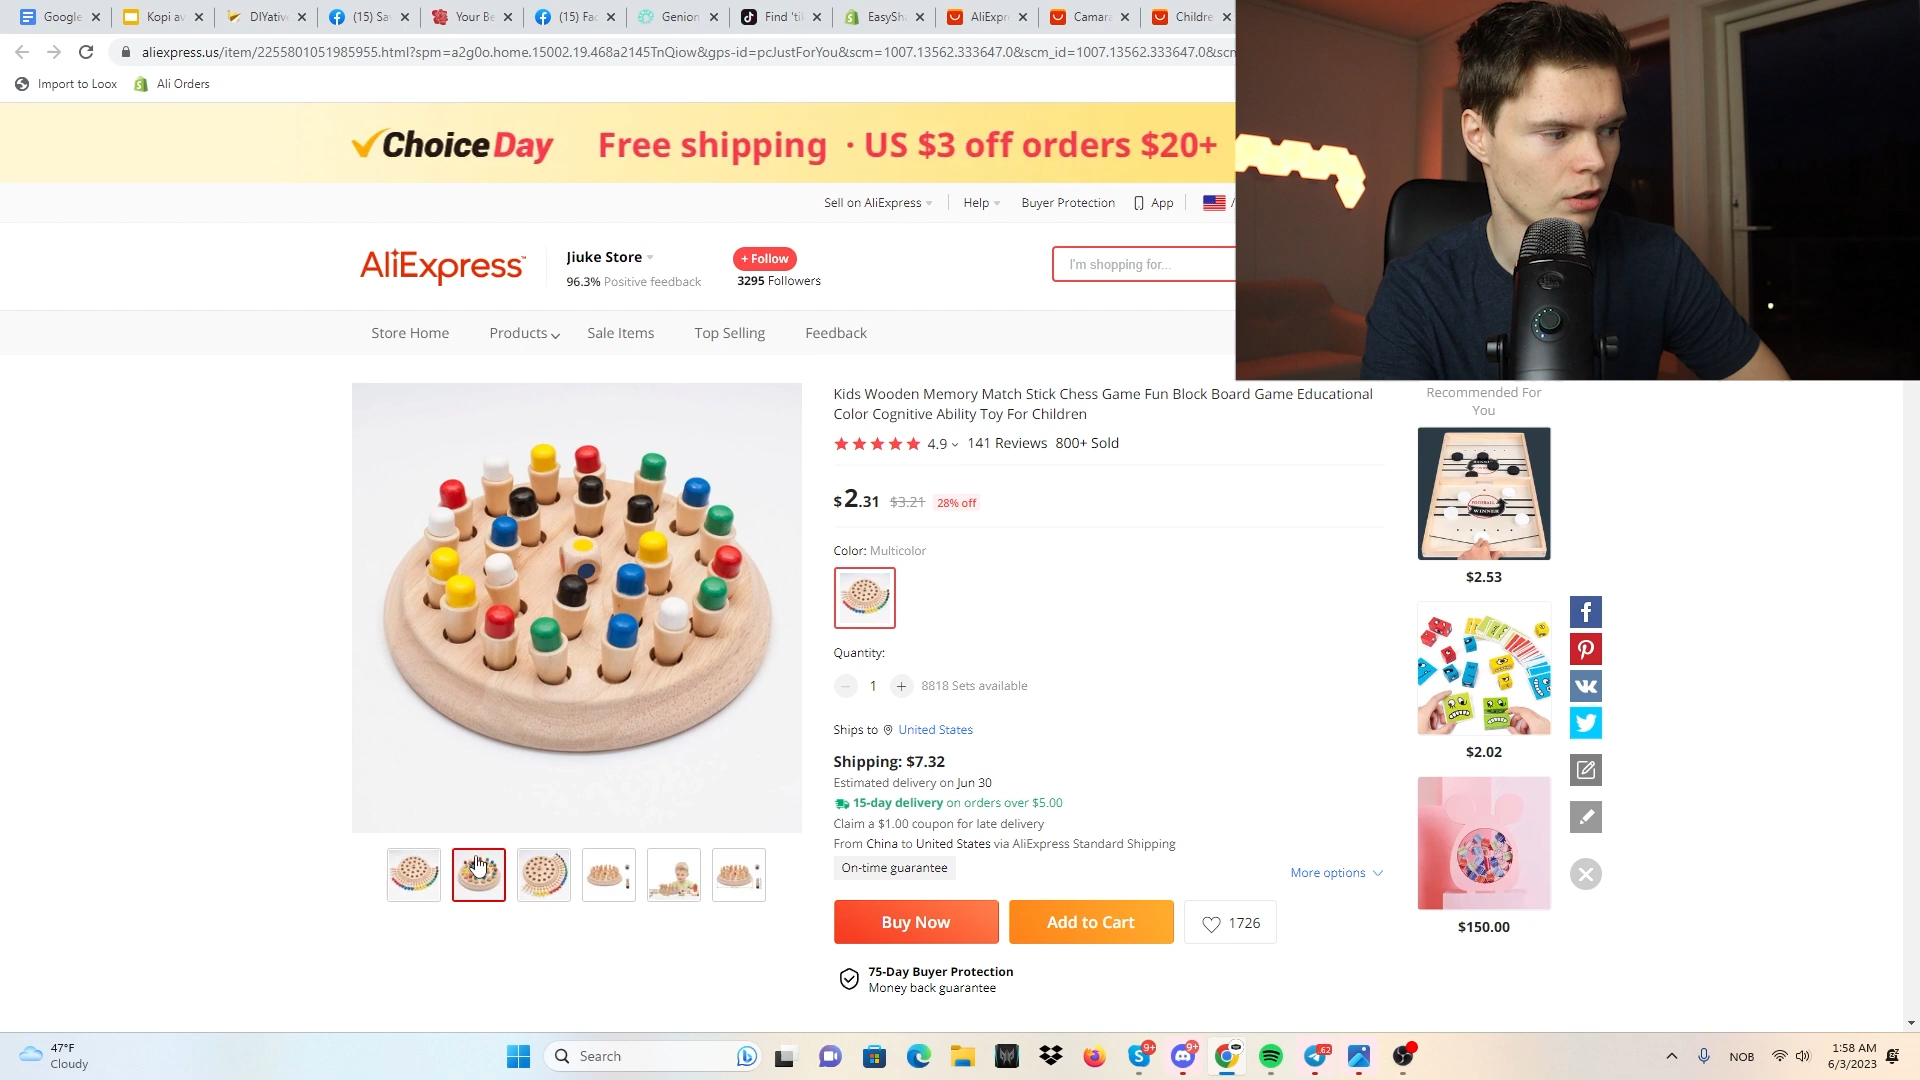 Google
Kopi av
DIYative
(15) Sav
Your Be
(15) Fac
Genion
Find 'tik
EasySh
AliExpr
Camara
Childre
aliexpress.us/item/2255801051985955.html?spm=a2g0o.home.15002.19.468a2145TnQiow&gps-id=pcJustForYou&scm=1007.13562.333647.0&scm_id=1007.13562.333647.0&scm
Import to Loox
Ali Orders
Choice Day
Free shipping · US $3 off orders $20+
Sell on AliExpress
Help
Buyer Protection
App
/
AliExpress
Jiuke Store
96.3% Positive feedback
+ Follow
3295 Followers
I'm shopping for...
Store Home
Products
Sale Items
Top Selling
Feedback
Kids Wooden Memory Match Stick Chess Game Fun Block Board Game Educational
Color Cognitive Ability Toy For Children
4.9
141 Reviews
800+ Sold
$2.31
$3.21
28% off
Color: Multicolor
Quantity:
1
8818 Sets available
Ships to
United States
Shipping: $7.32
Estimated delivery on Jun 30
15-day delivery on orders over $5.00
Claim a $1.00 coupon for late delivery
From China to United States via AliExpress Standard Shipping
On-time guarantee
More options
Buy Now
Add to Cart
1726
75-Day Buyer Protection
Money back guarantee
Recommended For
You
WINNER
$2.53
$2.02
$150.00
47°F
Cloudy
Search
9+
9+
62
NOB
1:58 AM
6/3/2023